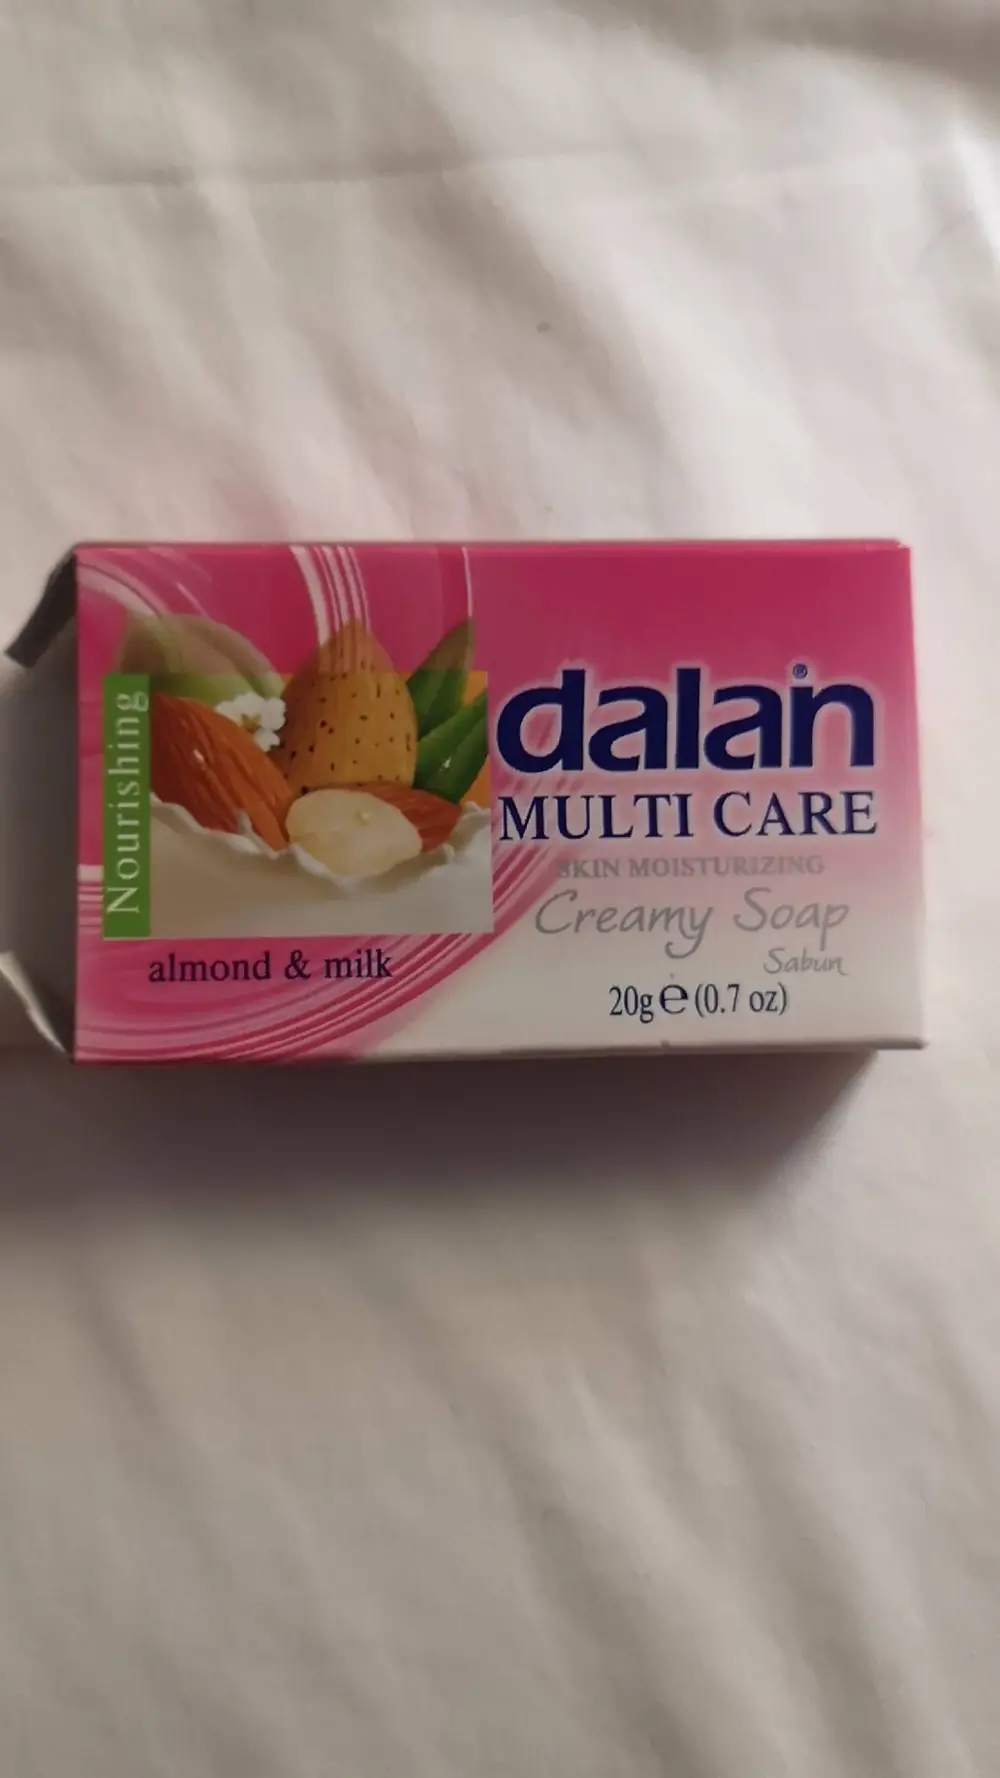 Nourishing
almond & milk
dalan®
MULTI CARE
SKIN MOISTURIZING
Creamy Soap
Sabun
20g ℮ (0.7 oz)